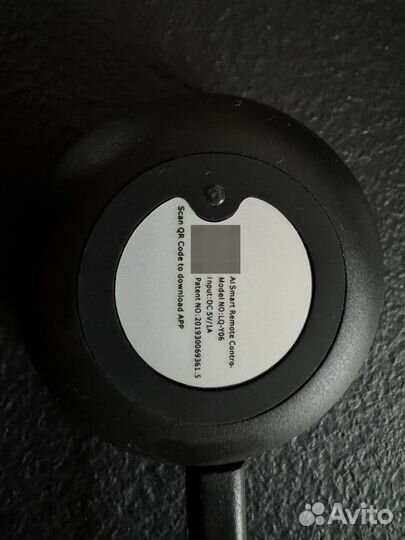 AI Smart Remote Contro
Model NO:LQ-Y06
Input:DC 5V/1A
Patent NO:201930069361.5
Scan QR Code to download APP
Avito